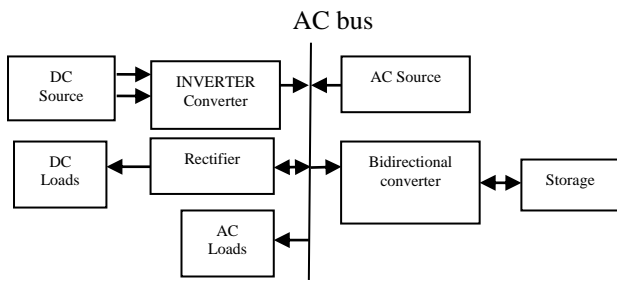 AC bus
DC
Source
INVERTER
Converter
AC Source
DC
Loads
Rectifier
Bidirectional
converter
Storage
AC
Loads